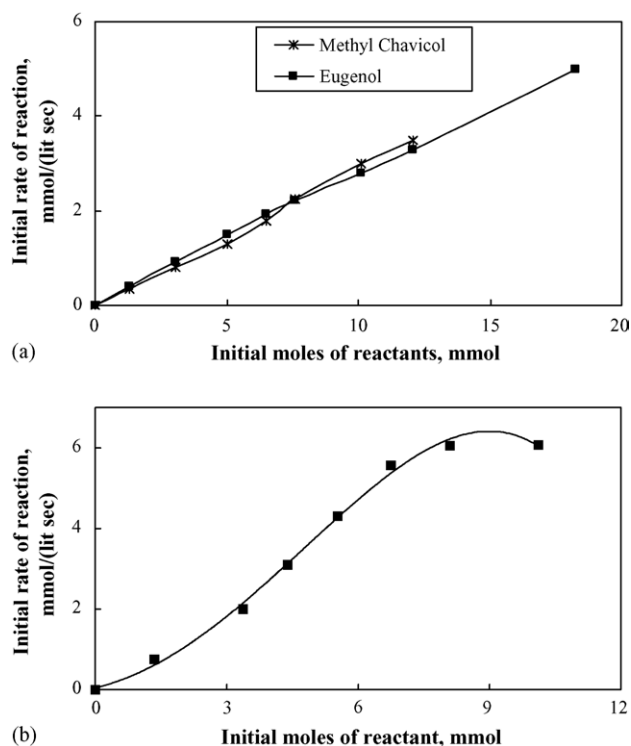 6
4
2
0
Initial rate of reaction,
mmol/(lit sec)
Methyl Chavicol
Eugenol
0 5 10 15 20
(a)
Initial moles of reactants, mmol
6
4
2
0
Initial rate of reaction,
mmol/(lit sec)
0 3 6 9 12
(b)
Initial moles of reactant, mmol